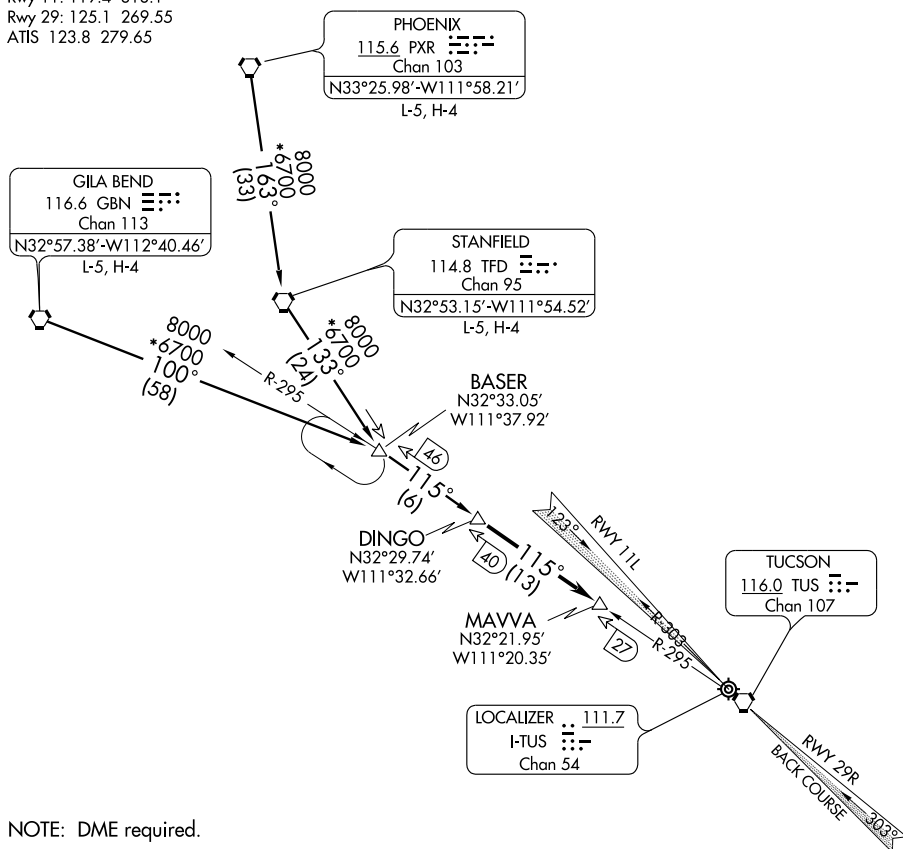 Rwy 29: 125.1 269.55
ATIS 123.8 279.65
PHOENIX
115.6 PXR
Chan 103
N33°25.98'-W111°58.21'
L-5, H-4
8000
*6700
163°
(33)
GILA BEND
116.6 GBN
Chan 113
N32°57.38'-W112°40.46'
L-5, H-4
STANFIELD
114.8 TFD
Chan 95
N32°53.15'-W111°54.52'
L-5, H-4
8000
*6700
100°
(58)
R-295
8000
*6700
133°
(24)
BASER
N32°33.05'
W111°37.92'
46
115°
(6)
DINGO
N32°29.74'
W111°32.66'
40
115°
(13)
123°
RWY 11L
TUCSON
116.0 TUS
Chan 107
MAVVA
N32°21.95'
W111°20.35'
27
R-303
R-295
LOCALIZER 111.7
I-TUS
Chan 54
RWY 29R
BACK COURSE
303°
NOTE: DME required.